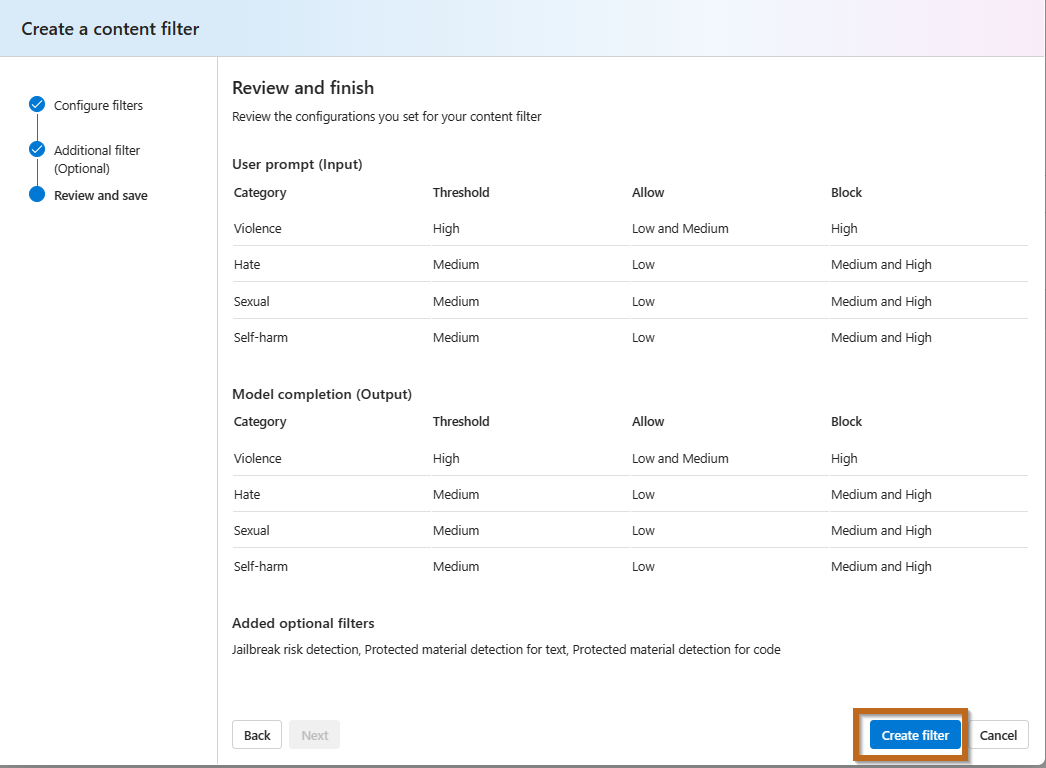 Create a content filter
Configure filters
Additional filter
(Optional)
Review and save
Review and finish
Review the configurations you set for your content filter
User prompt (Input)
Category Threshold Allow Block
Violence High Low and Medium High
Hate Medium Low Medium and High
Sexual Medium Low Medium and High
Self-harm Medium Low Medium and High
Model completion (Output)
Category Threshold Allow Block
Violence High Low and Medium High
Hate Medium Low Medium and High
Sexual Medium Low Medium and High
Self-harm Medium Low Medium and High
Added optional filters
Jailbreak risk detection, Protected material detection for text, Protected material detection for code
Back Next Create filter Cancel